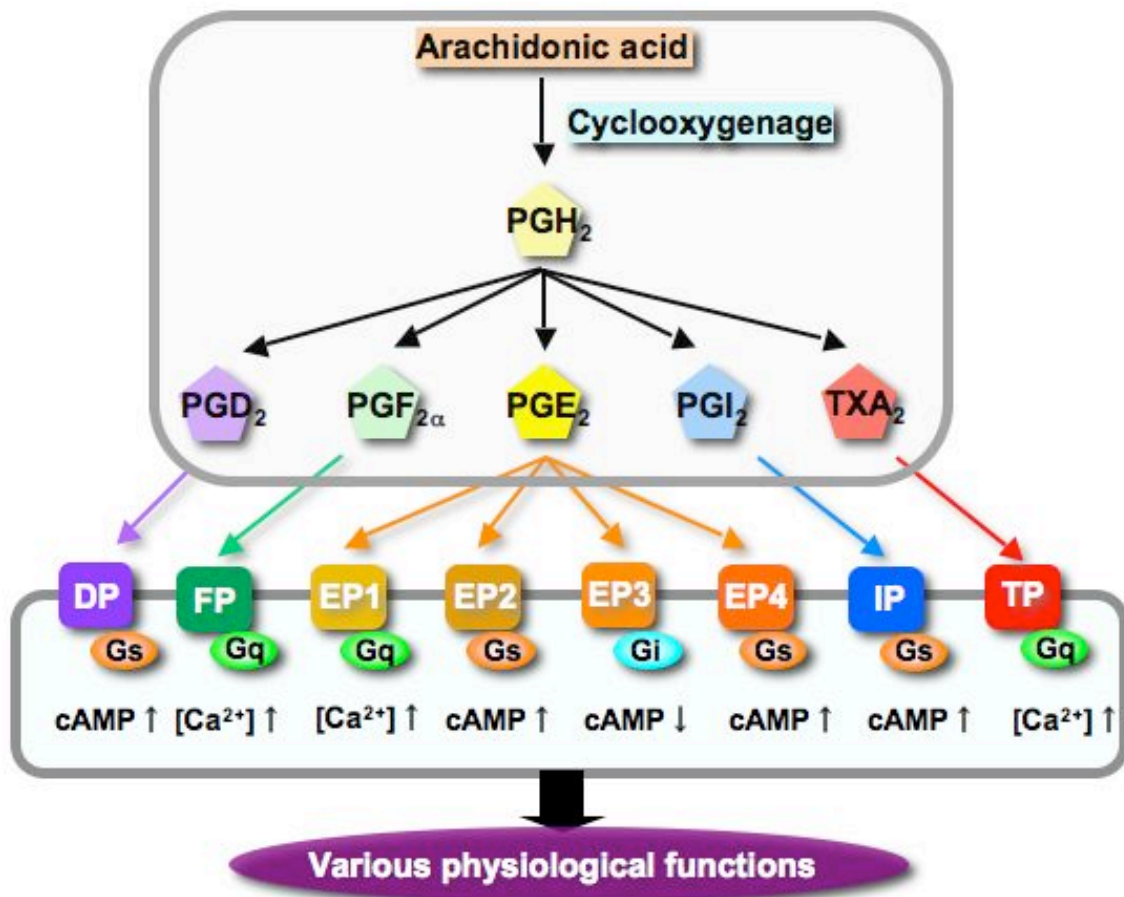 Arachidonic acid
Cyclooxygenage
PGH₂
PGD₂ PGF₂α PGE₂ PGI₂ TXA₂
DP FP EP1 EP2 EP3 EP4 IP TP
Gs Gq Gq Gs Gi Gs Gs Gq
cAMP ↑ [Ca²⁺] ↑ [Ca²⁺] ↑ cAMP ↑ cAMP ↓ cAMP ↑ cAMP ↑ [Ca²⁺] ↑
Various physiological functions